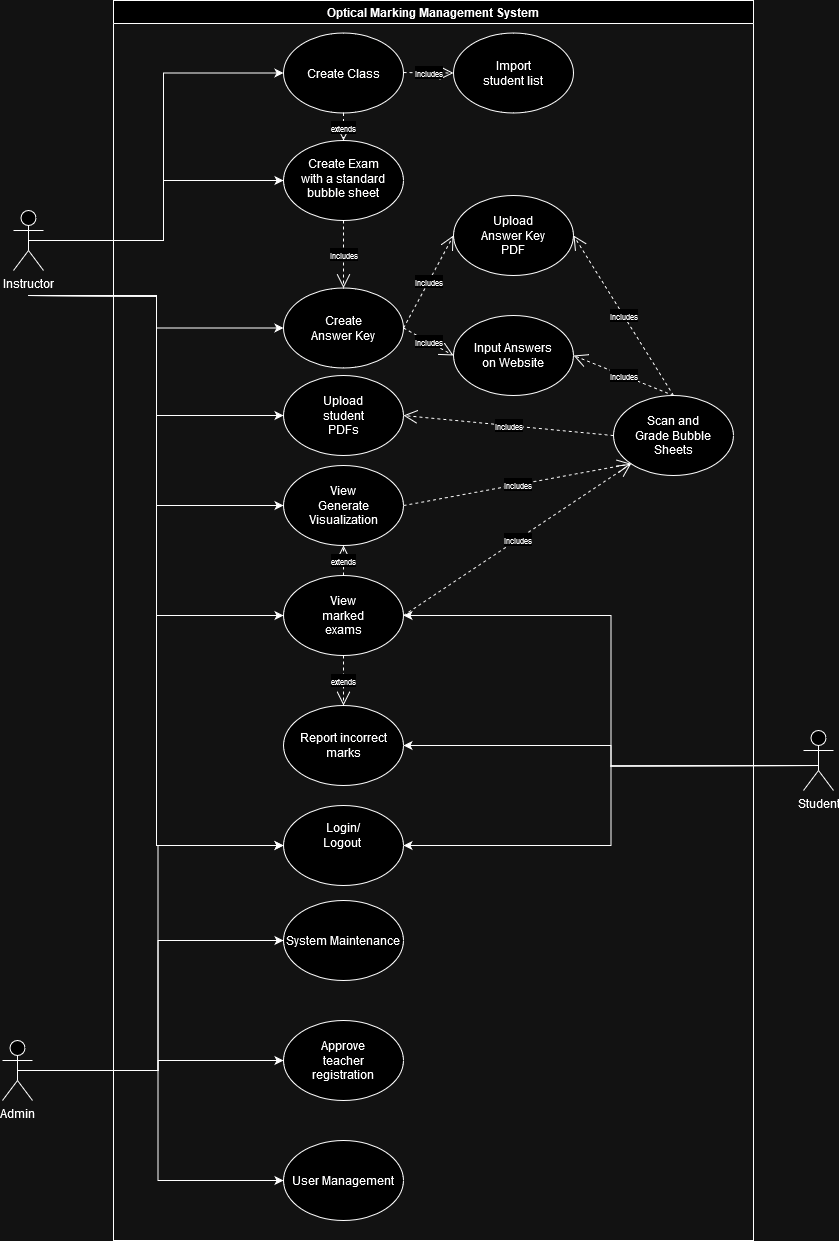 Optical Marking Management System
Create Class
Includes
Import
student list
extends
Create Exam
with a standard
bubble sheet
Includes
Upload
Answer Key
PDF
Instructor
Includes
Create
Answer Key
Includes
Input Answers
on Website
Includes
Includes
Upload
student
PDFs
Includes
Scan and
Grade Bubble
Sheets
View
Generate
Visualization
Includes
extends
Includes
View
marked
exams
extends
Report incorrect
marks
Student
Login/
Logout
System Maintenance
Approve
teacher
registration
Admin
User Management